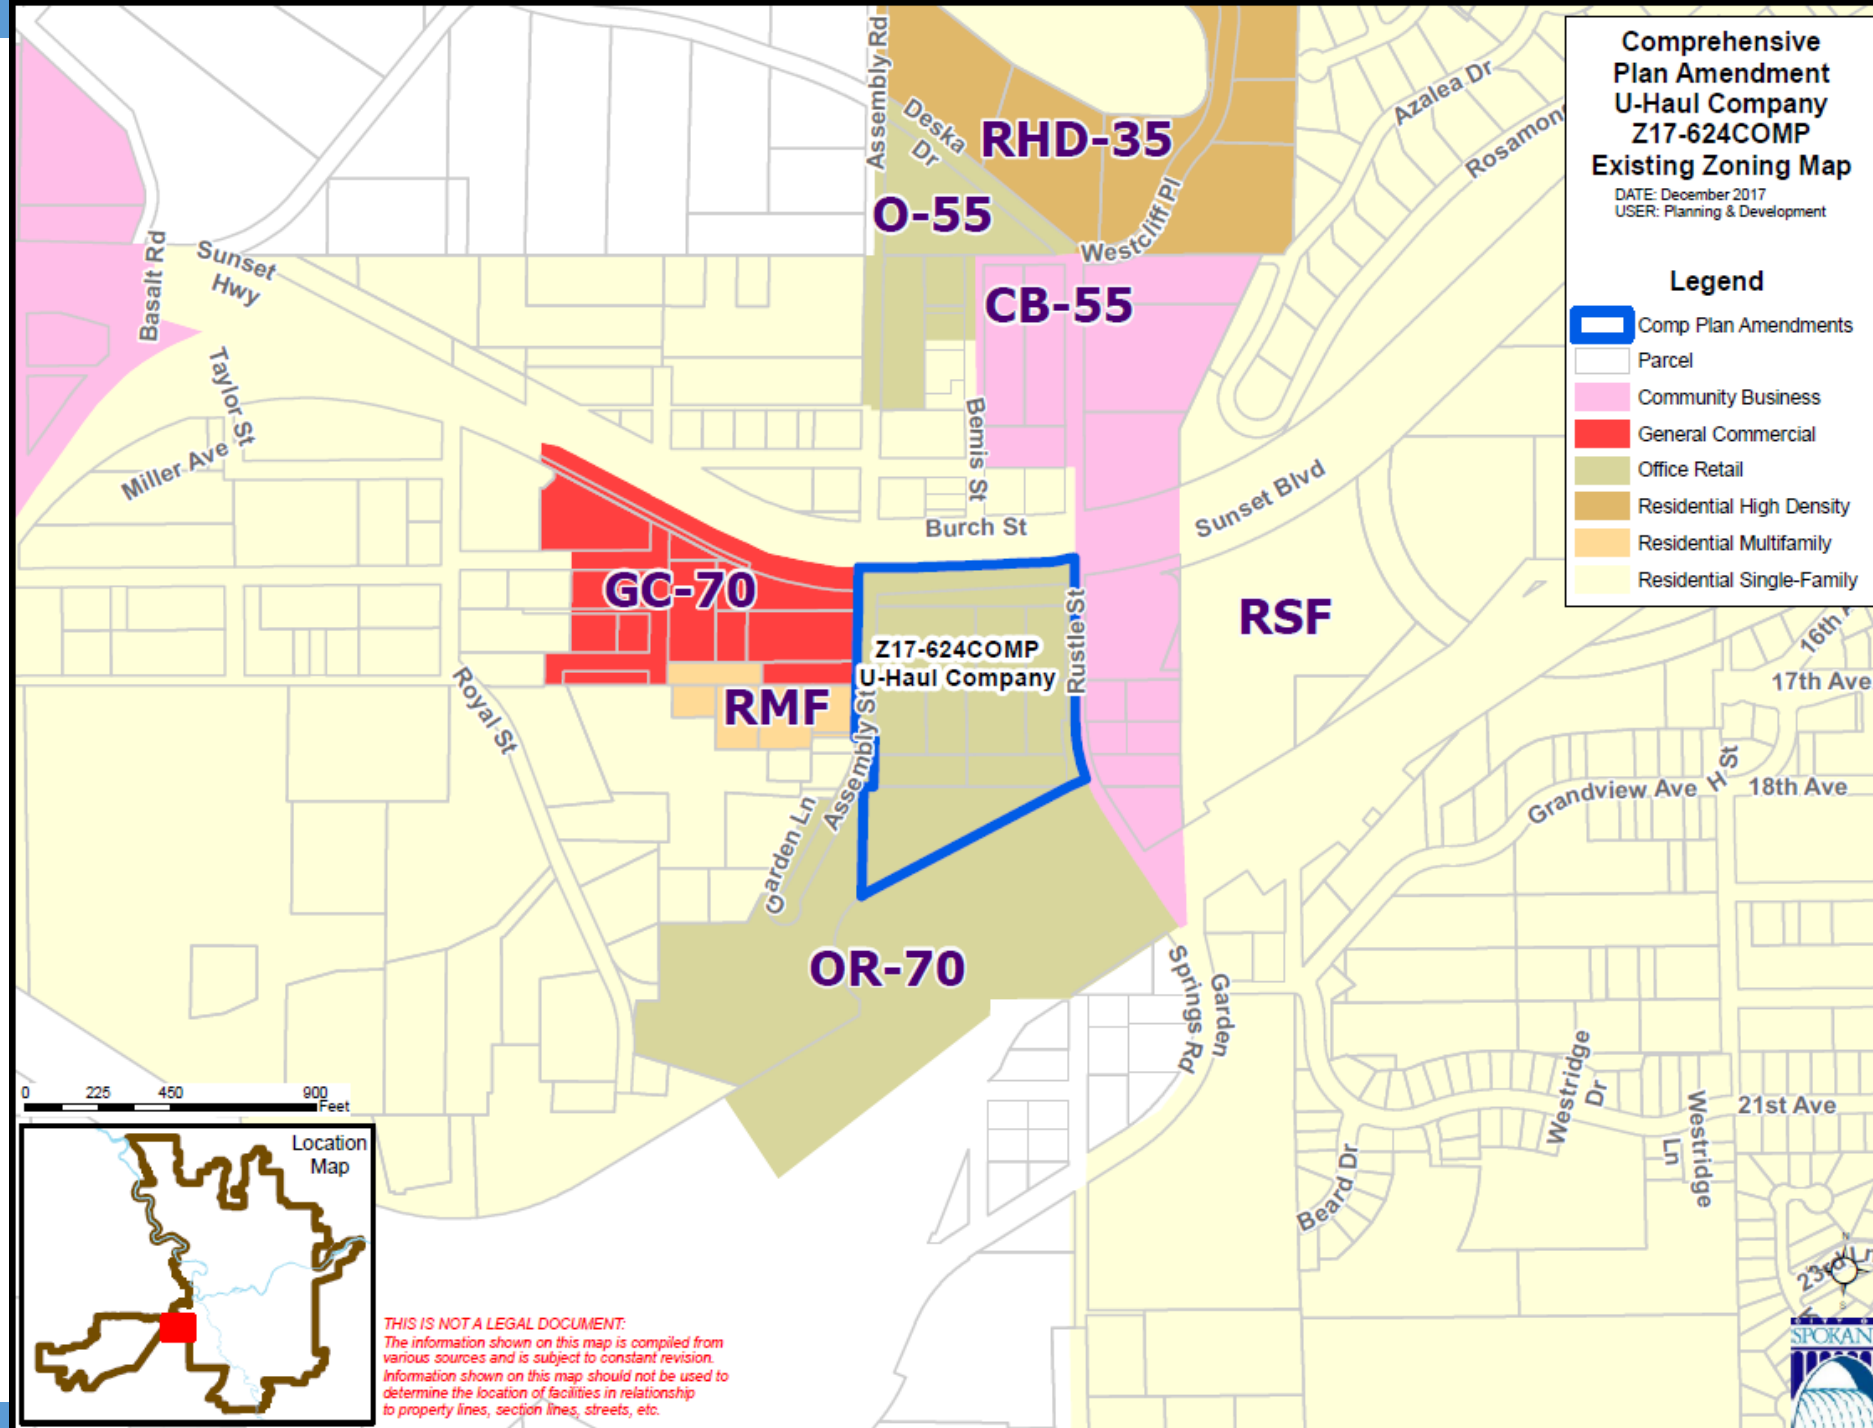 Comprehensive
Plan Amendment
U-Haul Company
Z17-624COMP
Existing Zoning Map
DATE: December 2017
USER: Planning & Development
Legend
Comp Plan Amendments
Parcel
Community Business
General Commercial
Office Retail
Residential High Density
Residential Multifamily
Residential Single-Family
Assembly Rd
Deska
Dr
RHD-35
Azalea Dr
O-55
Westcliff Pl
Basalt Rd
Sunset
Hwy
CB-55
Taylor St
Miller Ave
Bemis St
Burch St
Sunset Blvd
GC-70
RSF
Z17-624COMP
U-Haul Company
Rustle St
16th
17th Ave
RMF
Royal St
Assembly St
Garden Ln
Grandview Ave
H St
18th Ave
OR-70
Springs Rd
Garden
Westridge
Dr
Westridge
Ln
21st Ave
Beard Dr
23rd Ln
0 225 450 900
Feet
Location
Map
N
S
THIS IS NOT A LEGAL DOCUMENT:
The information shown on this map is compiled from
various sources and is subject to constant revision.
Information shown on this map should not be used to
determine the location of facilities in relationship
to property lines, section lines, streets, etc.
CITY OF
SPOKAN